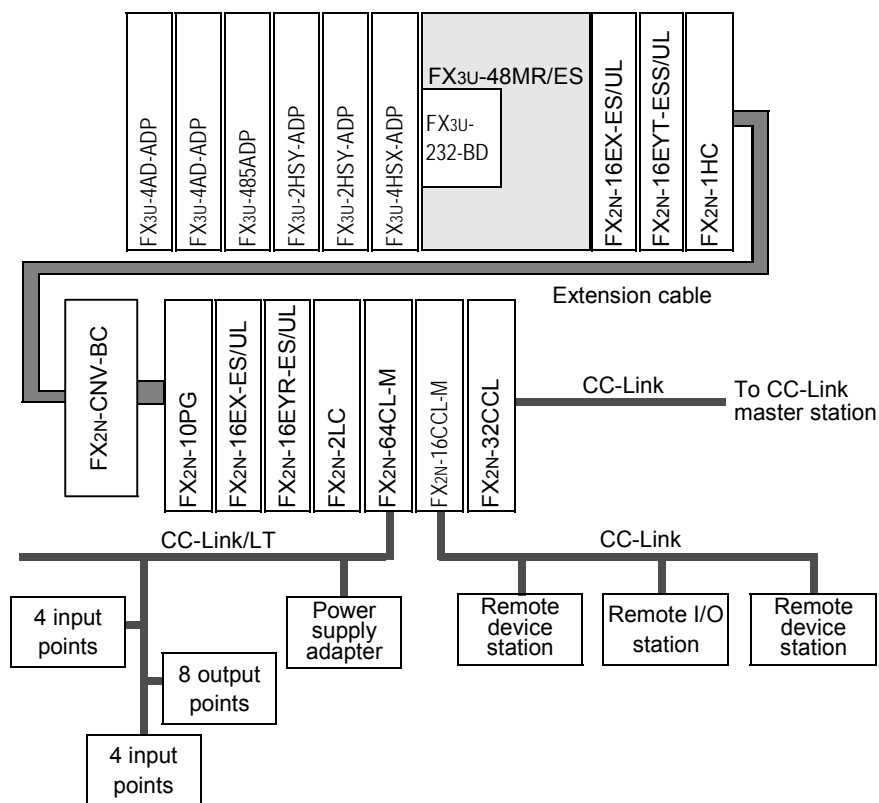 FX3U-4AD-ADP
FX3U-4AD-ADP
FX3U-485ADP
FX3U-2HSY-ADP
FX3U-2HSY-ADP
FX3U-4HSX-ADP
FX3U-48MR/ES
FX3U-
232-BD
FX2N-16EX-ES/UL
FX2N-16EYT-ESS/UL
FX2N-1HC
Extension cable
FX2N-CNV-BC
FX2N-10PG
FX2N-16EX-ES/UL
FX2N-16EYR-ES/UL
FX2N-2LC
FX2N-64CL-M
FX2N-16CCL-M
FX2N-32CCL
CC-Link
To CC-Link
master station
CC-Link/LT
CC-Link
4 input
points
Power
supply
adapter
Remote
device
station
Remote I/O
station
Remote
device
station
8 output
points
4 input
points